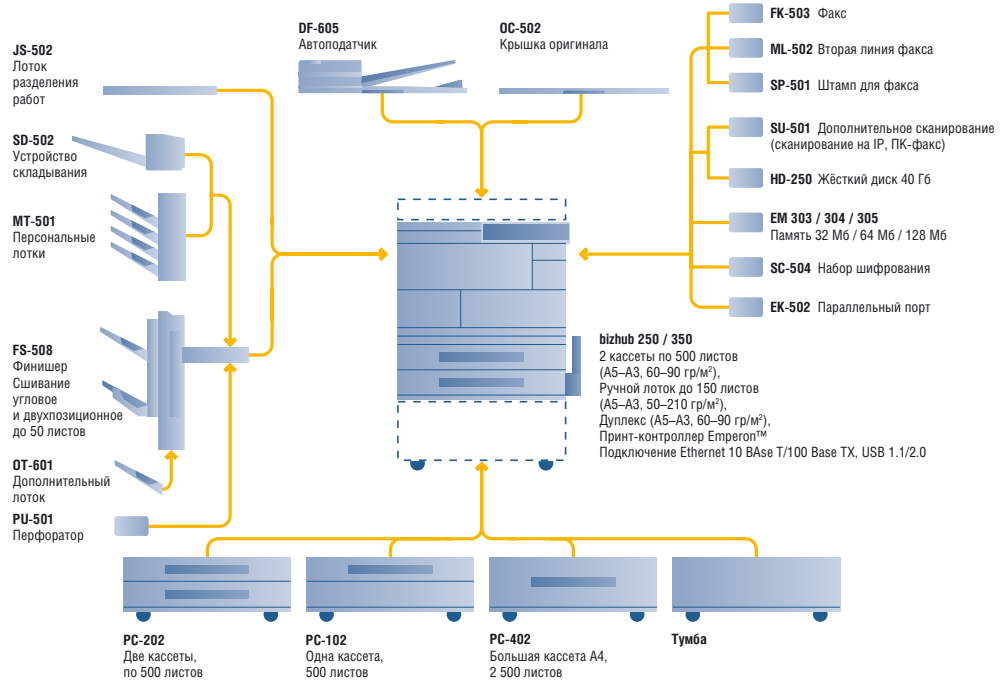 JS-502
Лоток
разделения
работ
SD-502
Устройство
складывания
MT-501
Персональные
лотки
FS-508
Финишер
Сшивание
угловое
и двухпозиционное
до 50 листов
OT-601
Дополнительный
лоток
PU-501
Перфоратор
DF-605
Автоподатчик
OC-502
Крышка оригинала
FK-503 Факс
ML-502 Вторая линия факса
SP-501 Штамп для факса
SU-501 Дополнительное сканирование
(сканирование на IP, ПК-факс)
HD-250 Жёсткий диск 40 Гб
EM 303 / 304 / 305
Память 32 Мб / 64 Мб / 128 Мб
SC-504 Набор шифрования
EK-502 Параллельный порт
bizhub 250 / 350
2 кассеты по 500 листов
(A5–A3, 60–90 гр/м²),
Ручной лоток до 150 листов
(A5–A3, 50–210 гр/м²),
Дуплекс (A5–A3, 60–90 гр/м²),
Принт-контроллер Emperon™
Подключение Ethernet 10 BAse T/100 Base TX, USB 1.1/2.0
PC-202
Две кассеты,
по 500 листов
PC-102
Одна кассета,
500 листов
PC-402
Большая кассета A4,
2 500 листов
Тумба